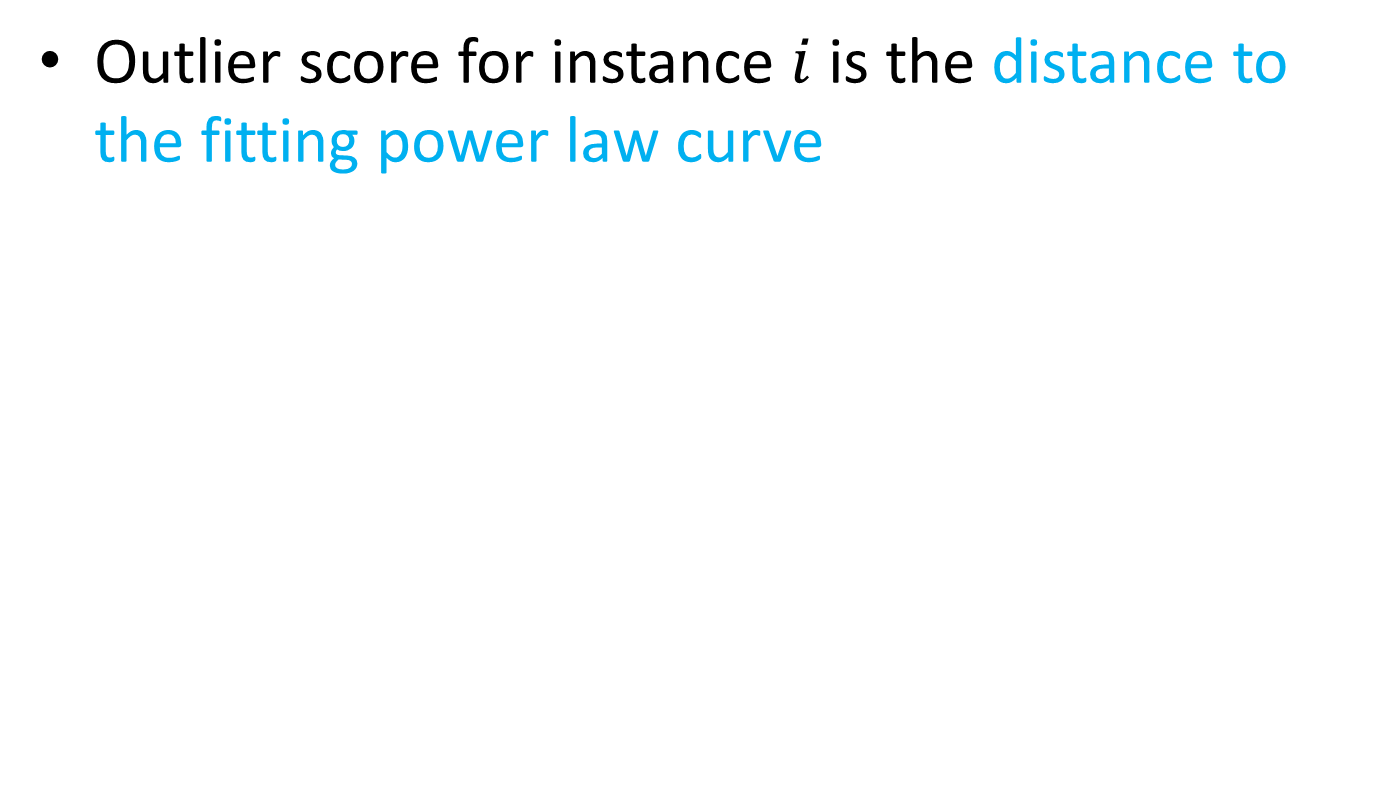 • Outlier score for instance 𝑖 is the distance to
the fitting power law curve